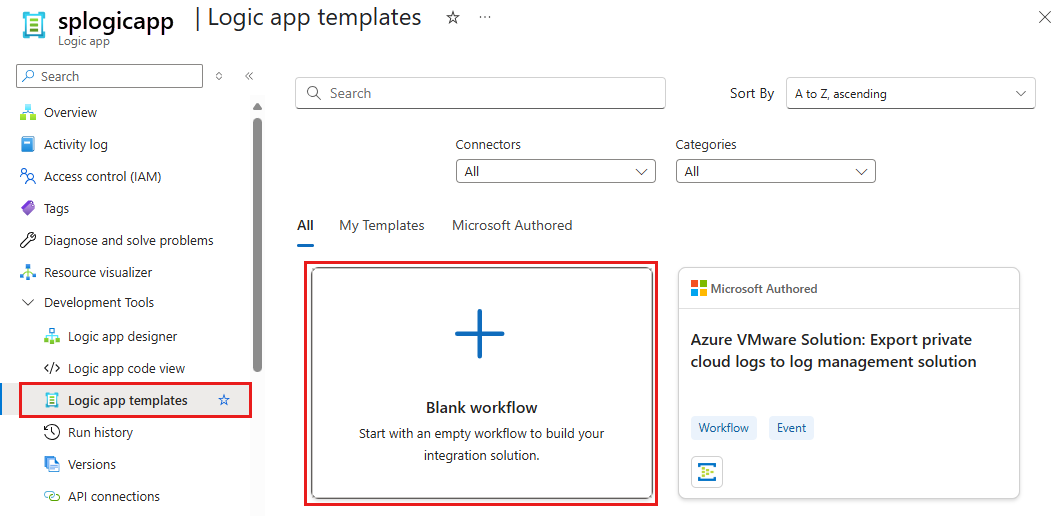 splogicapp | Logic app templates
Logic app
Search
Overview
Activity log
Access control (IAM)
Tags
Diagnose and solve problems
Resource visualizer
Development Tools
Logic app designer
Logic app code view
Logic app templates
Run history
Versions
API connections
Search
Sort By
A to Z, ascending
Connectors
Categories
All
All
All
My Templates
Microsoft Authored
Blank workflow
Start with an empty workflow to build your
integration solution.
Microsoft Authored
Azure VMware Solution: Export private
cloud logs to log management solution
Workflow
Event